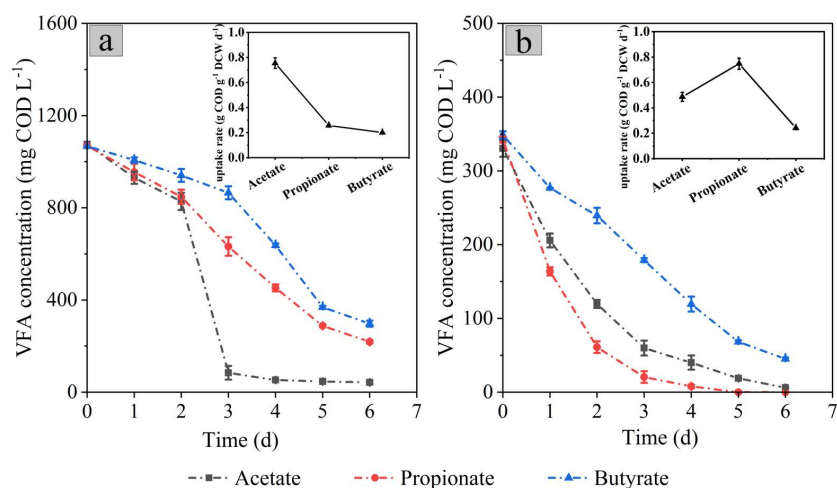 a
VFA concentration (mg COD L⁻¹)
1600
1200
800
400
0
0 1 2 3 4 5 6 7
Time (d)
uptake rate (g COD g⁻¹ DCW d⁻¹)
1.0
0.8
0.6
0.4
0.2
0.0
Acetate Propionate Butyrate
b
VFA concentration (mg COD L⁻¹)
500
400
300
200
100
50
0
0 1 2 3 4 5 6 7
Time (d)
uptake rate (g COD g⁻¹ DCW d⁻¹)
1.0
0.8
0.6
0.4
0.2
0.0
Acetate Propionate Butyrate
Acetate Propionate Butyrate